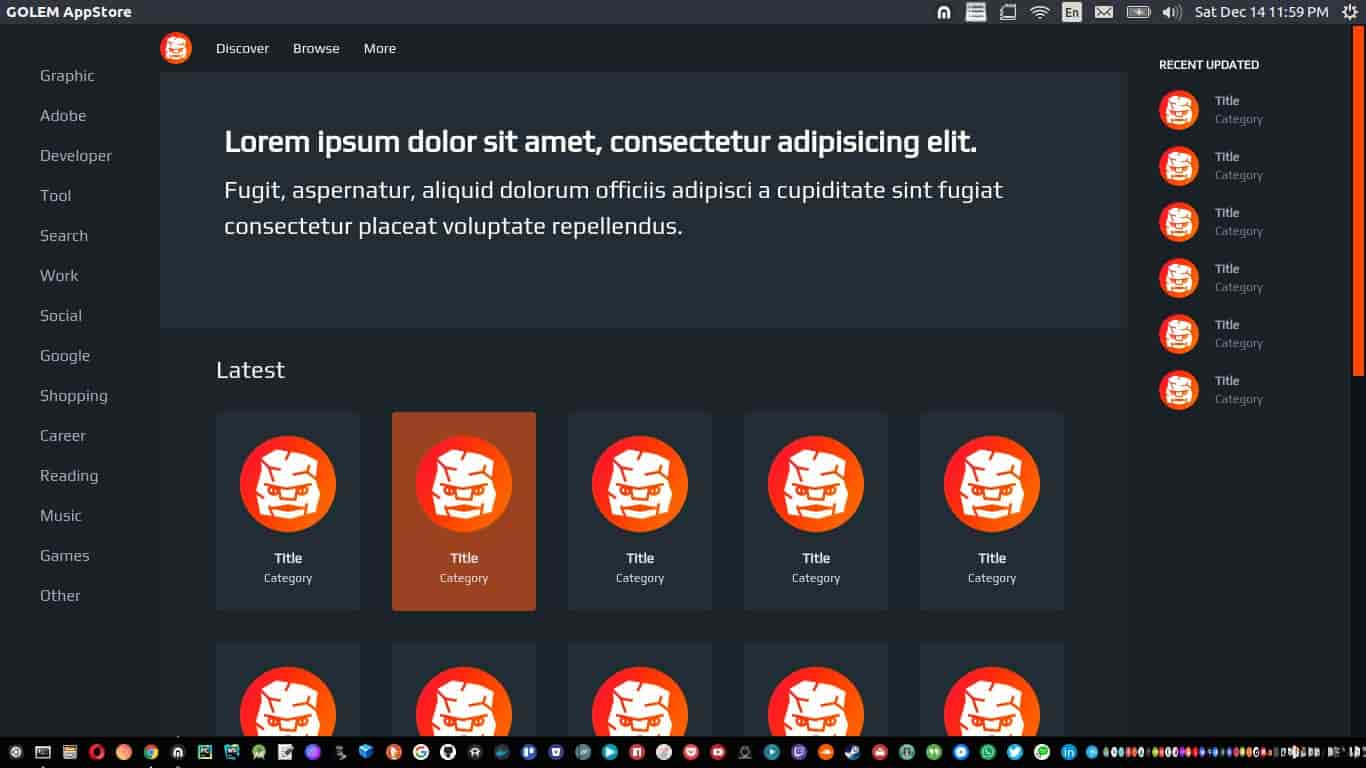 GOLEM AppStore
En
Sat Dec 14 11:59 PM
Discover
Browse
More
Graphic
Adobe
Developer
Tool
Search
Work
Social
Google
Shopping
Career
Reading
Music
Games
Other
Lorem ipsum dolor sit amet, consectetur adipisicing elit.
Fugit, aspernatur, aliquid dolorum officiis adipisci a cupiditate sint fugiat
consectetur placeat voluptate repellendus.
Latest
Title
Category
Title
Category
Title
Category
Title
Category
Title
Category
RECENT UPDATED
Title
Category
Title
Category
Title
Category
Title
Category
Title
Category
Title
Category